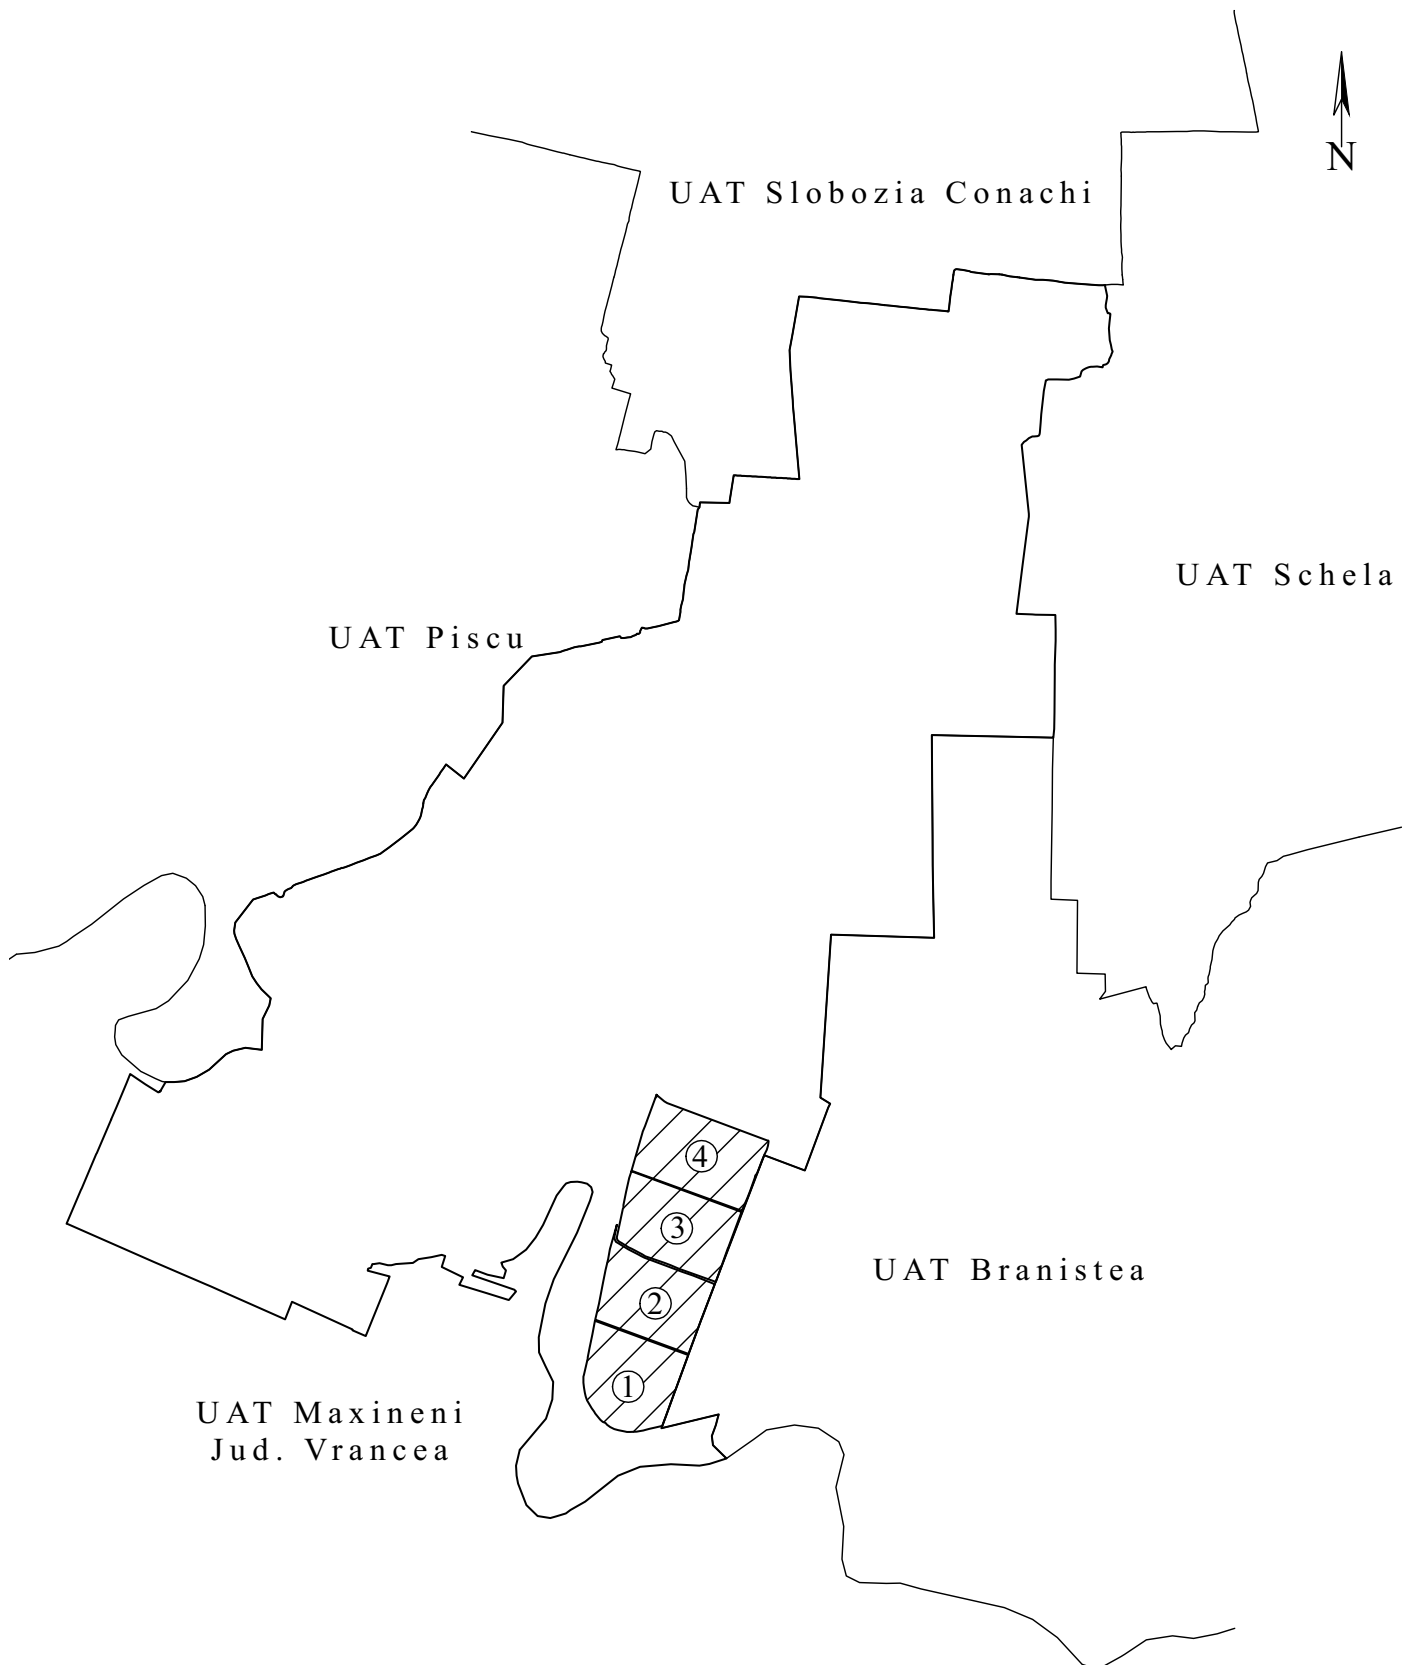 N
UAT Slobozia Conachi
UAT Schela
UAT Piscu
4
3
UAT Branistea
2
1
UAT Maxineni
Jud. Vrancea